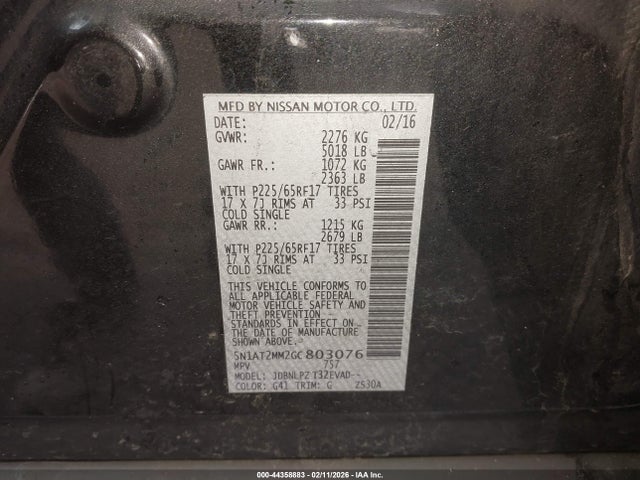 MFD BY NISSAN MOTOR CO., LTD.
DATE: 02/16
GVWR: 2276 KG
5018 LB
GAWR FR.: 1072 KG
2363 LB
WITH P225/65RF17 TIRES
17 X 7J RIMS AT 33 PSI
COLD SINGLE
GAWR RR.: 1215 KG
2679 LB
WITH P225/65RF17 TIRES
17 X 7J RIMS AT 33 PSI
COLD SINGLE
THIS VEHICLE CONFORMS TO
ALL APPLICABLE FEDERAL
MOTOR VEHICLE SAFETY AND
THEFT PREVENTION
STANDARDS IN EFFECT ON
THE DATE OF MANUFACTURE
SHOWN ABOVE.
5N1AT2MM2GC803076
MPV 757
MODEL: JDBNLPZ T32EVAD--
COLOR: G41 TRIM: G ZS30A
000-44358883 - 02/11/2026 - IAA Inc.